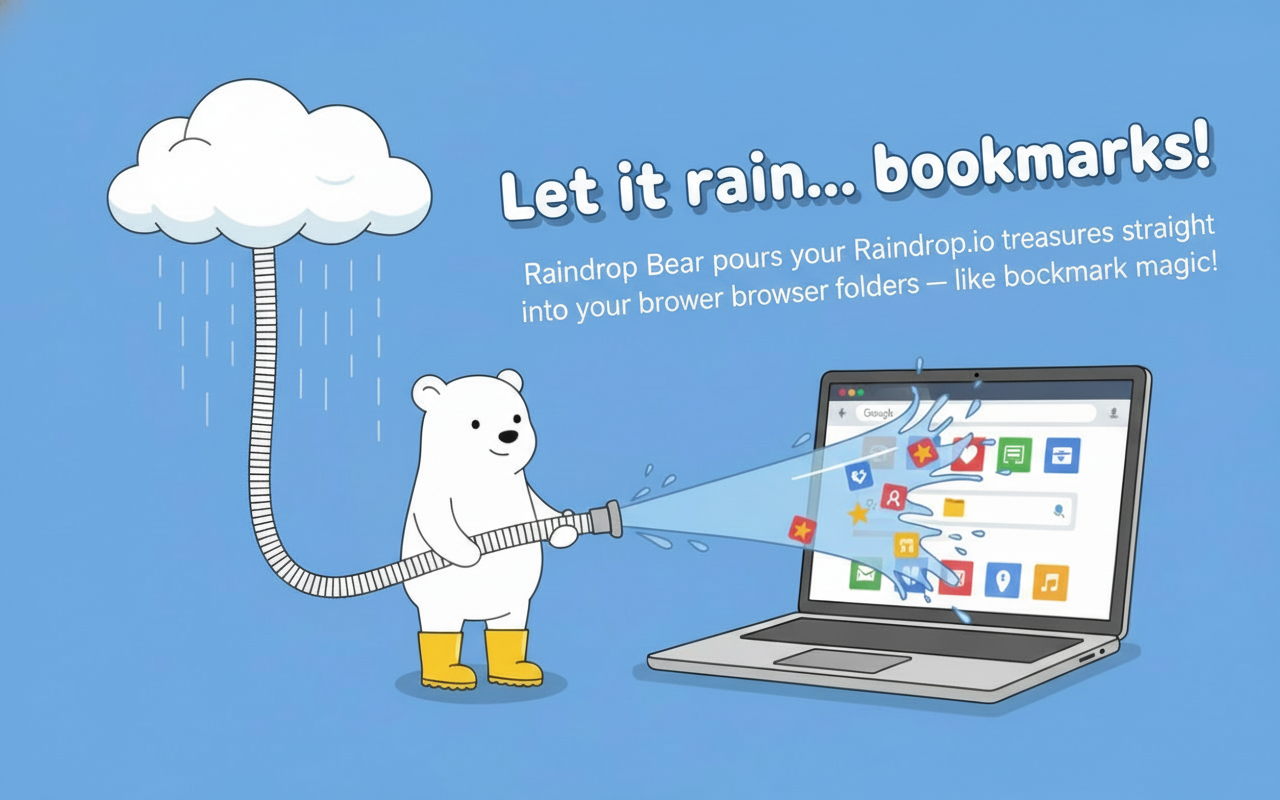 Let it rain... bookmarks!
Raindrop Bear pours your Raindrop.io treasures straight
into your brower browser folders — like bockmark magic!
Google